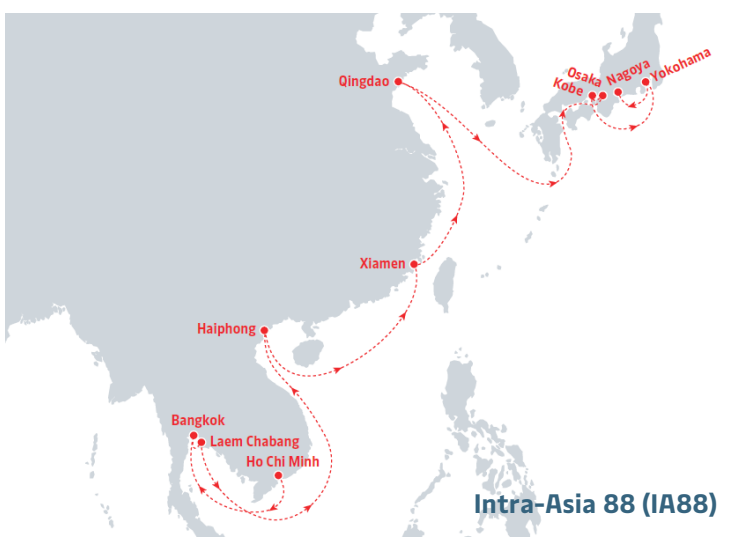 Qingdao
Osaka
Kobe
Nagoya
Yokohama
Xiamen
Haiphong
Bangkok
Laem Chabang
Ho Chi Minh
Intra-Asia 88 (IA88)